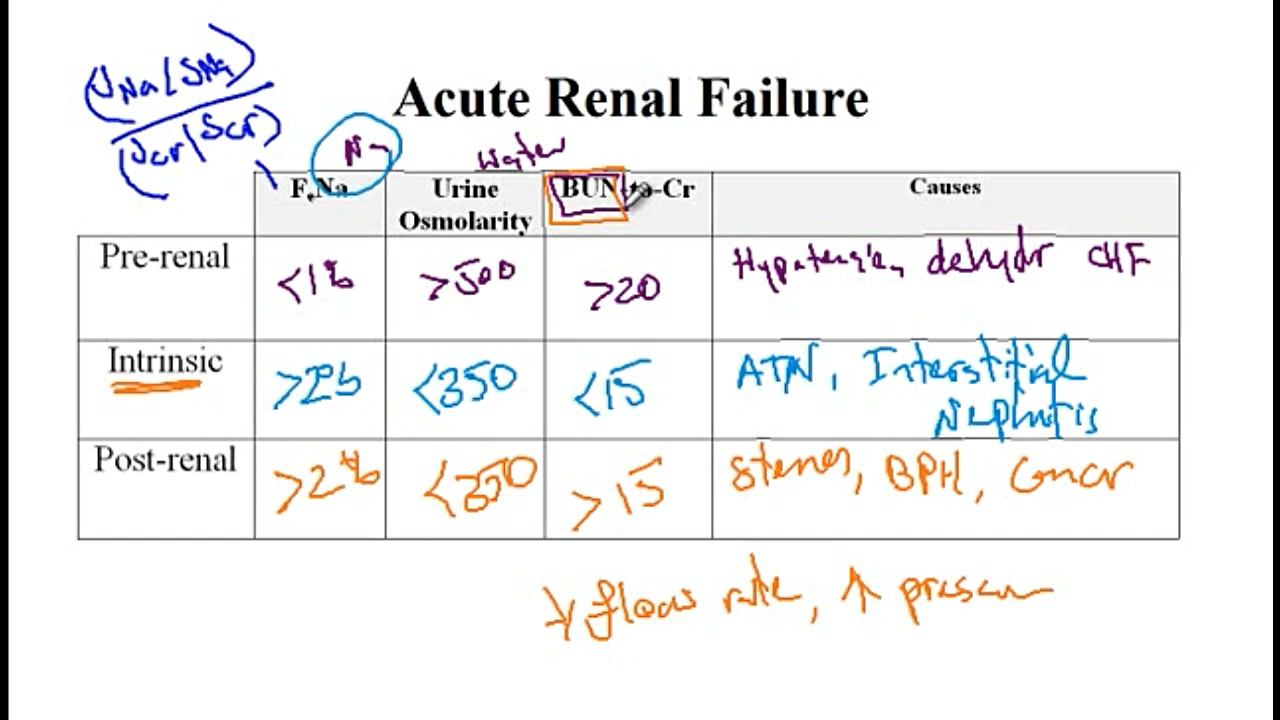 (UNa/SNa)
(Ucr/Scr)
Acute Renal Failure
Na
Water
FeNa Urine Osmolarity BUN-to-Cr Causes
Pre-renal <1% >500 >20 Hypotension, dehydr CHF
Intrinsic >2% <350 <15 ATN, Interstitial
Nephritis
Post-renal >2% <350 >15 Stones, BPH, Cancr
↓ flow rate, ↑ pressure